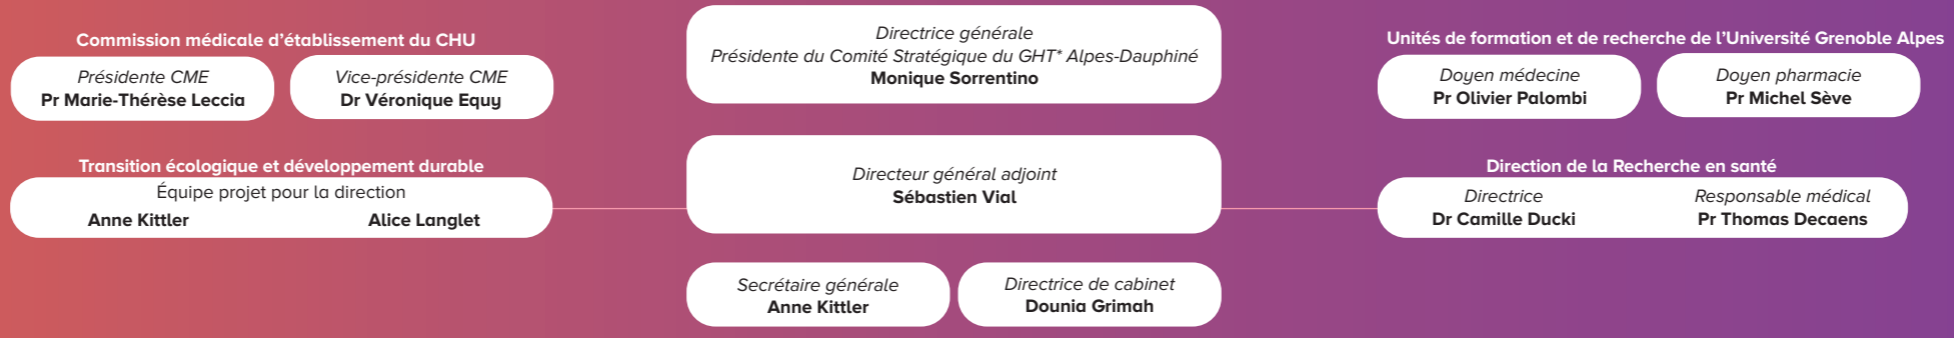 Commission médicale d'établissement du CHU
Présidente CME
Pr Marie-Thérèse Leccia
Vice-présidente CME
Dr Véronique Equy
Directrice générale
Présidente du Comité Stratégique du GHT* Alpes-Dauphiné
Monique Sorrentino
Unités de formation et de recherche de l'Université Grenoble Alpes
Doyen médecine
Pr Olivier Palombi
Doyen pharmacie
Pr Michel Sève
Transition écologique et développement durable
Équipe projet pour la direction
Anne Kittler Alice Langlet
Directeur général adjoint
Sébastien Vial
Direction de la Recherche en santé
Directrice
Dr Camille Ducki
Responsable médical
Pr Thomas Decaens
Secrétaire générale
Anne Kittler
Directrice de cabinet
Dounia Grimah